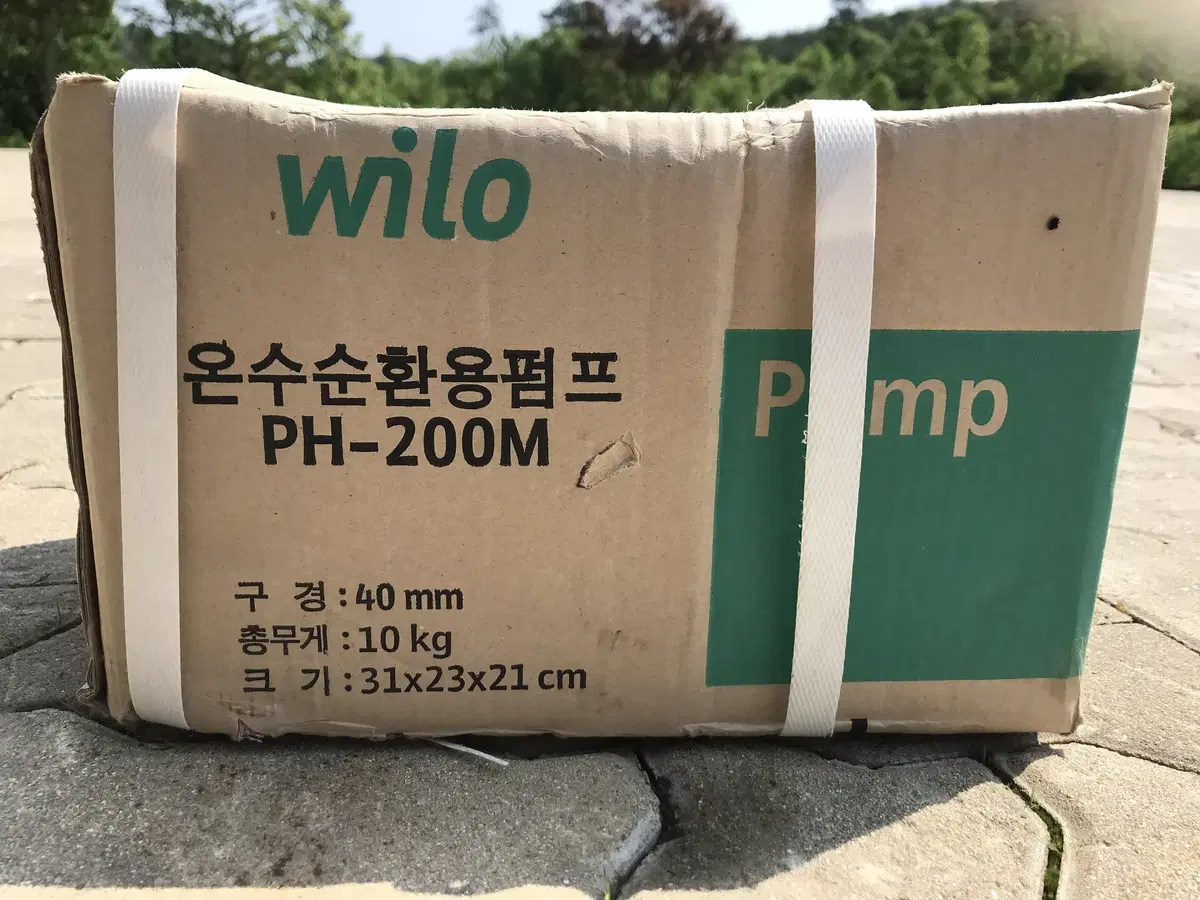 wilo
온수순환용펌프
PH-200M
구 경 : 40 mm
총무게 : 10 kg
크 기 : 31x23x21 cm
P mp